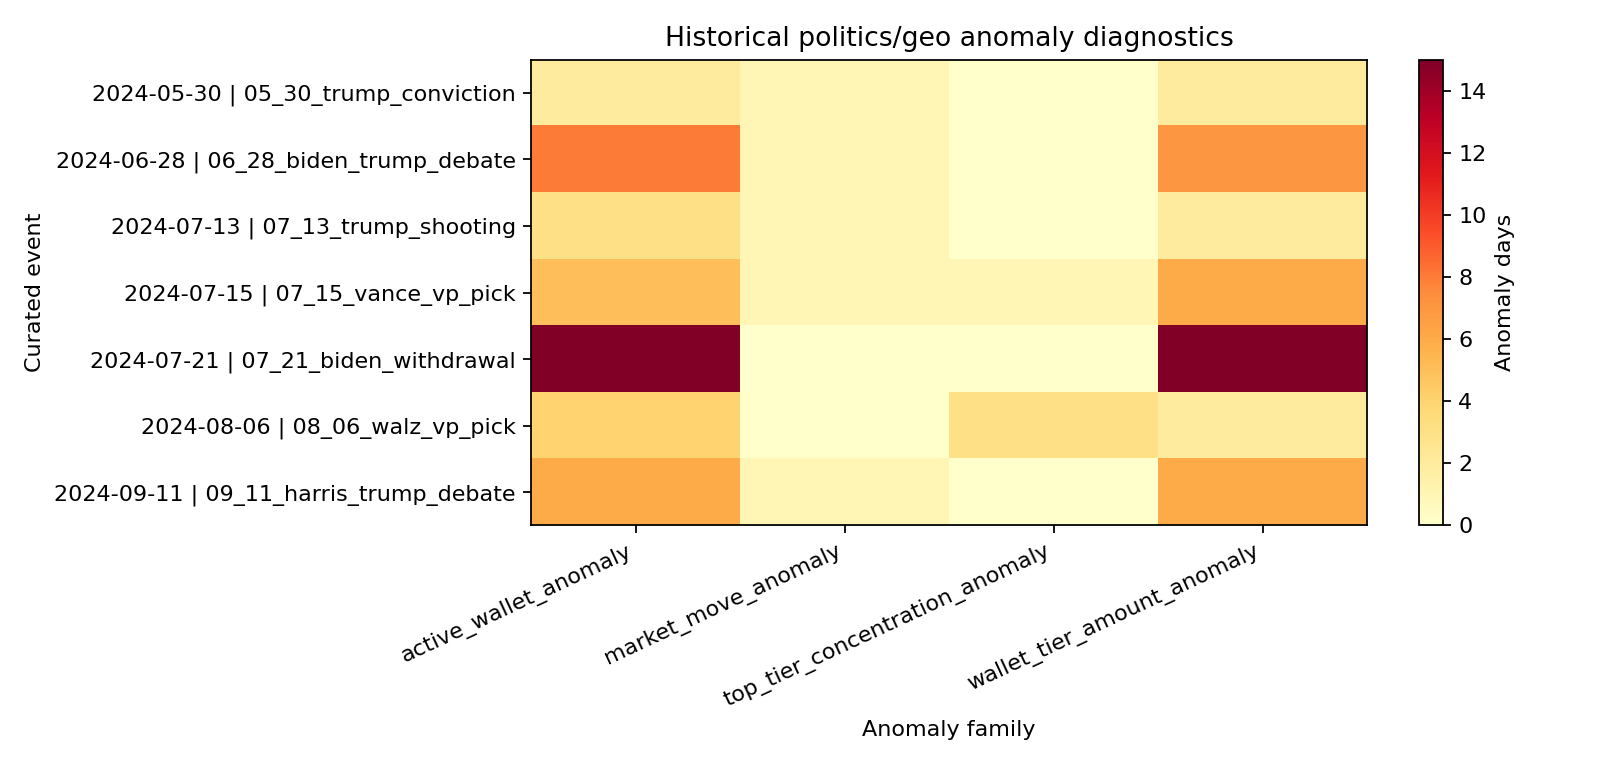 Historical politics/geo anomaly diagnostics
2024-05-30 | 05_30_trump_conviction
2024-06-28 | 06_28_biden_trump_debate
2024-07-13 | 07_13_trump_shooting
2024-07-15 | 07_15_vance_vp_pick
2024-07-21 | 07_21_biden_withdrawal
2024-08-06 | 08_06_walz_vp_pick
2024-09-11 | 09_11_harris_trump_debate
Curated event
active_wallet_anomaly
market_move_anomaly
top_tier_concentration_anomaly
wallet_tier_amount_anomaly
Anomaly family
14
12
10
8
6
4
2
0
Anomaly days